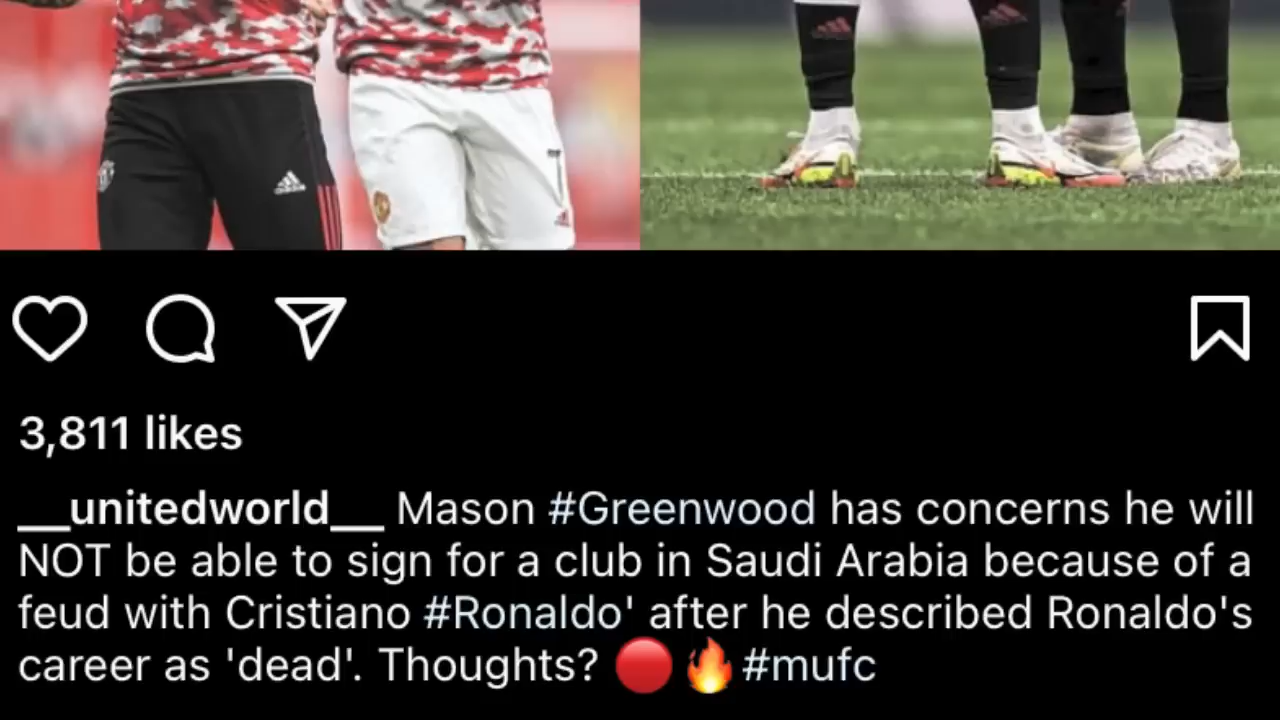 7
3,811 likes
__unitedworld__ Mason #Greenwood has concerns he will
NOT be able to sign for a club in Saudi Arabia because of a
feud with Cristiano #Ronaldo' after he described Ronaldo's
career as 'dead'. Thoughts? 🔴🔥#mufc